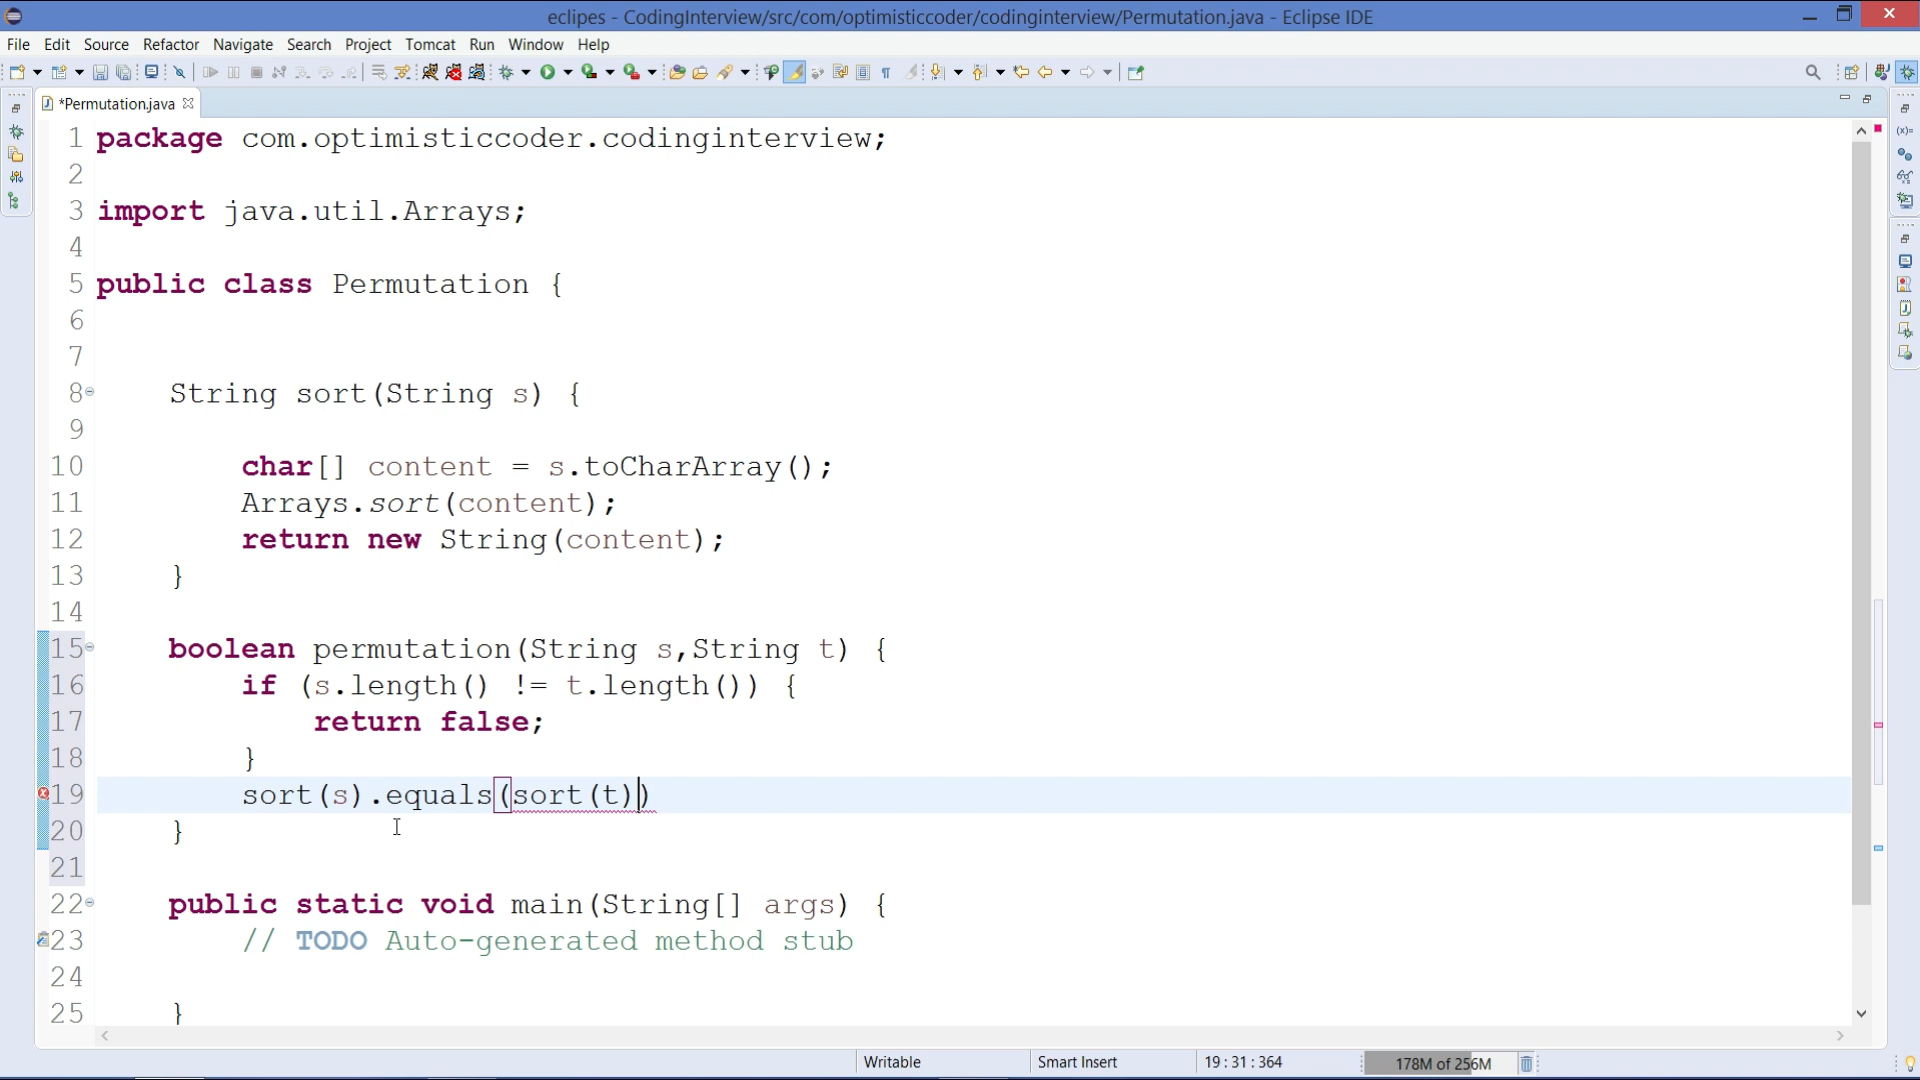 eclipes - CodingInterview/src/com/optimisticcoder/codinginterview/Permutation.java - Eclipse IDE
File Edit Source Refactor Navigate Search Project Tomcat Run Window Help
*Permutation.java
1 package com.optimisticcoder.codinginterview;
2
3 import java.util.Arrays;
4
5 public class Permutation {
6
7
8 String sort(String s) {
9
10 char[] content = s.toCharArray();
11 Arrays.sort(content);
12 return new String(content);
13 }
14
15 boolean permutation(String s,String t) {
16 if (s.length() != t.length()) {
17 return false;
18 }
19 sort(s).equals(sort(t))
20 }
21
22 public static void main(String[] args) {
23 // TODO Auto-generated method stub
24
25 }
Writable Smart Insert 19 : 31 : 364 178M of 256M